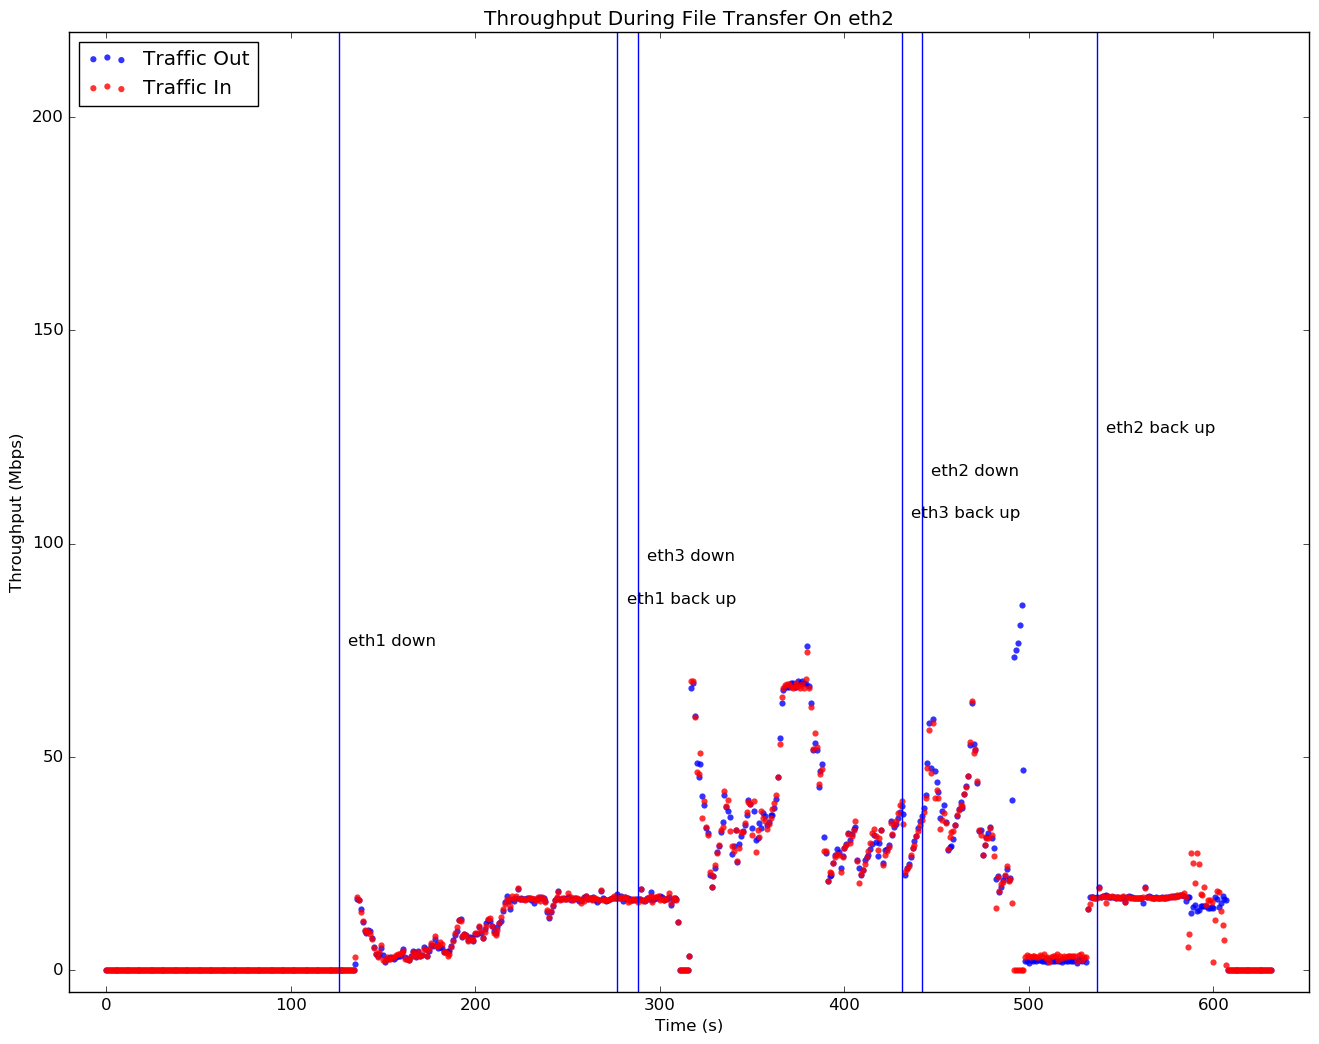 Throughput During File Transfer On eth2
Traffic Out
Traffic In
200
150
100
50
0
Throughput (Mbps)
eth2 back up
eth2 down
eth3 back up
eth3 down
eth1 back up
eth1 down
0 100 200 300 400 500 600
Time (s)